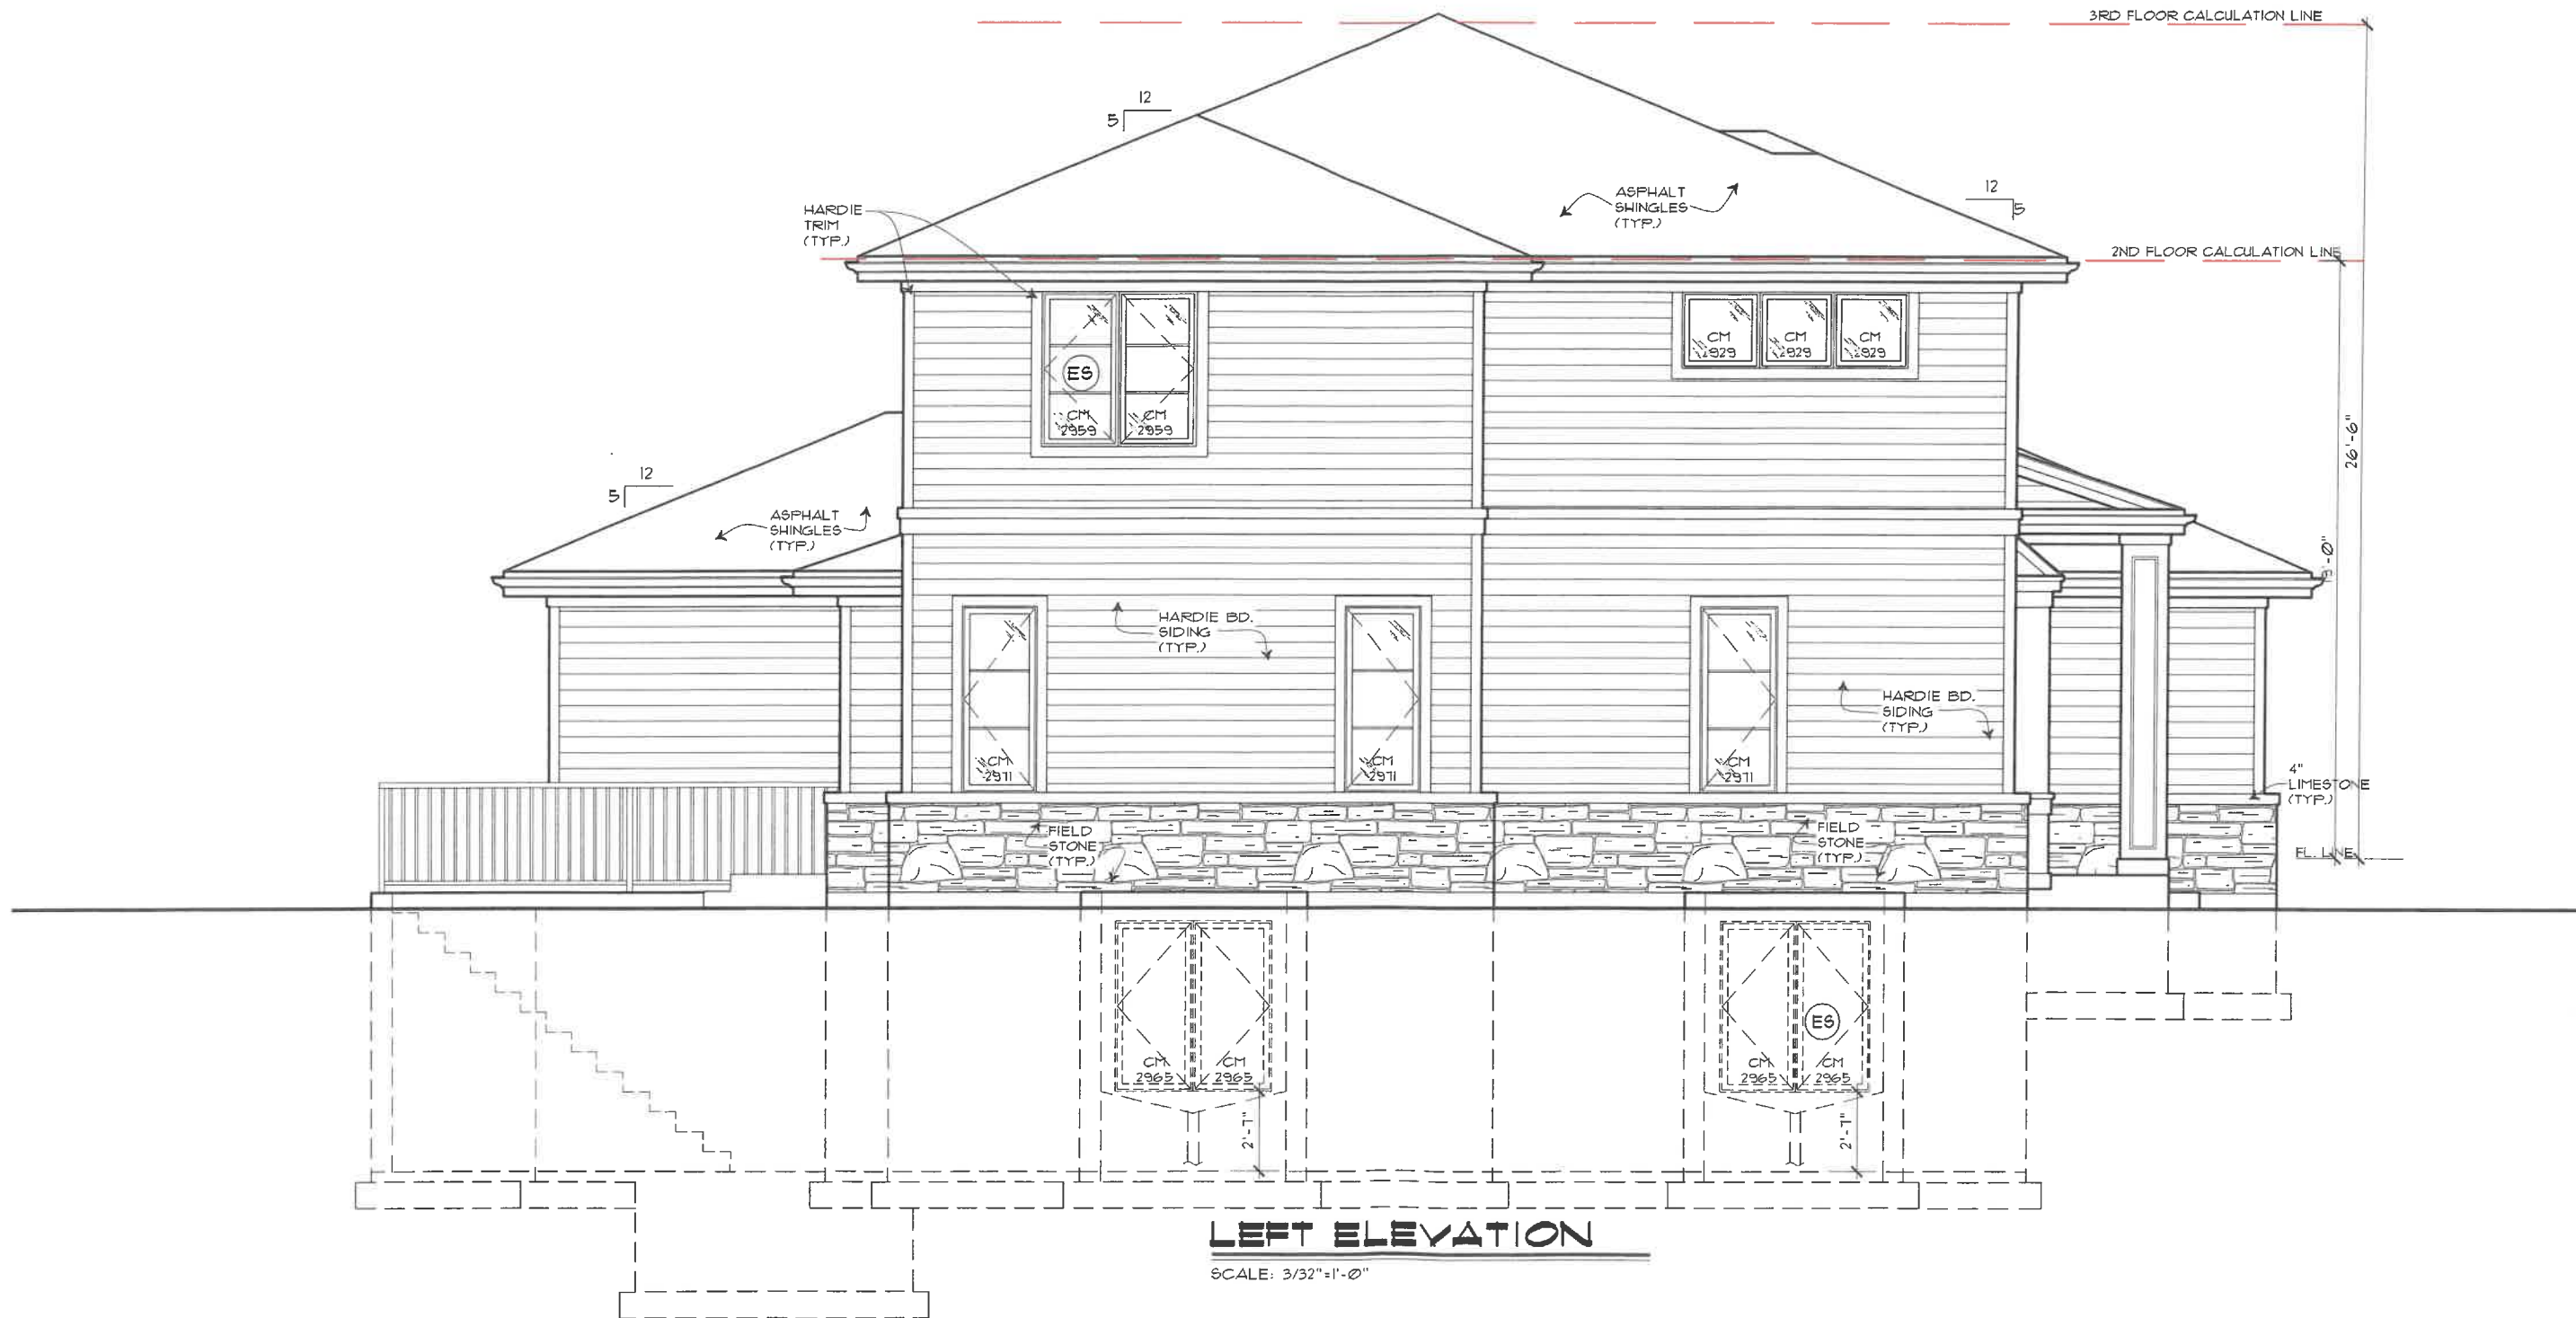 3RD FLOOR CALCULATION LINE
12
5
ASPHALT
SHINGLES
(TYP.)
12
5
HARDIE
TRIM
(TYP.)
2ND FLOOR CALCULATION LINE
CM
2929
CM
2929
CM
2929
ES
CM
2959
CM
2959
26'-6"
12
5
ASPHALT
SHINGLES
(TYP.)
19'-0"
HARDIE BD.
SIDING
(TYP.)
HARDIE BD.
SIDING
(TYP.)
CM
2971
CM
2971
CM
2971
4"
LIMESTONE
(TYP.)
FIELD
STONE
(TYP.)
FIELD
STONE
(TYP.)
FL. LINE
ES
CM
2965
CM
2965
CM
2965
CM
2965
2'-7"
2'-7"
LEFT ELEVATION
SCALE: 3/32"=1'-0"